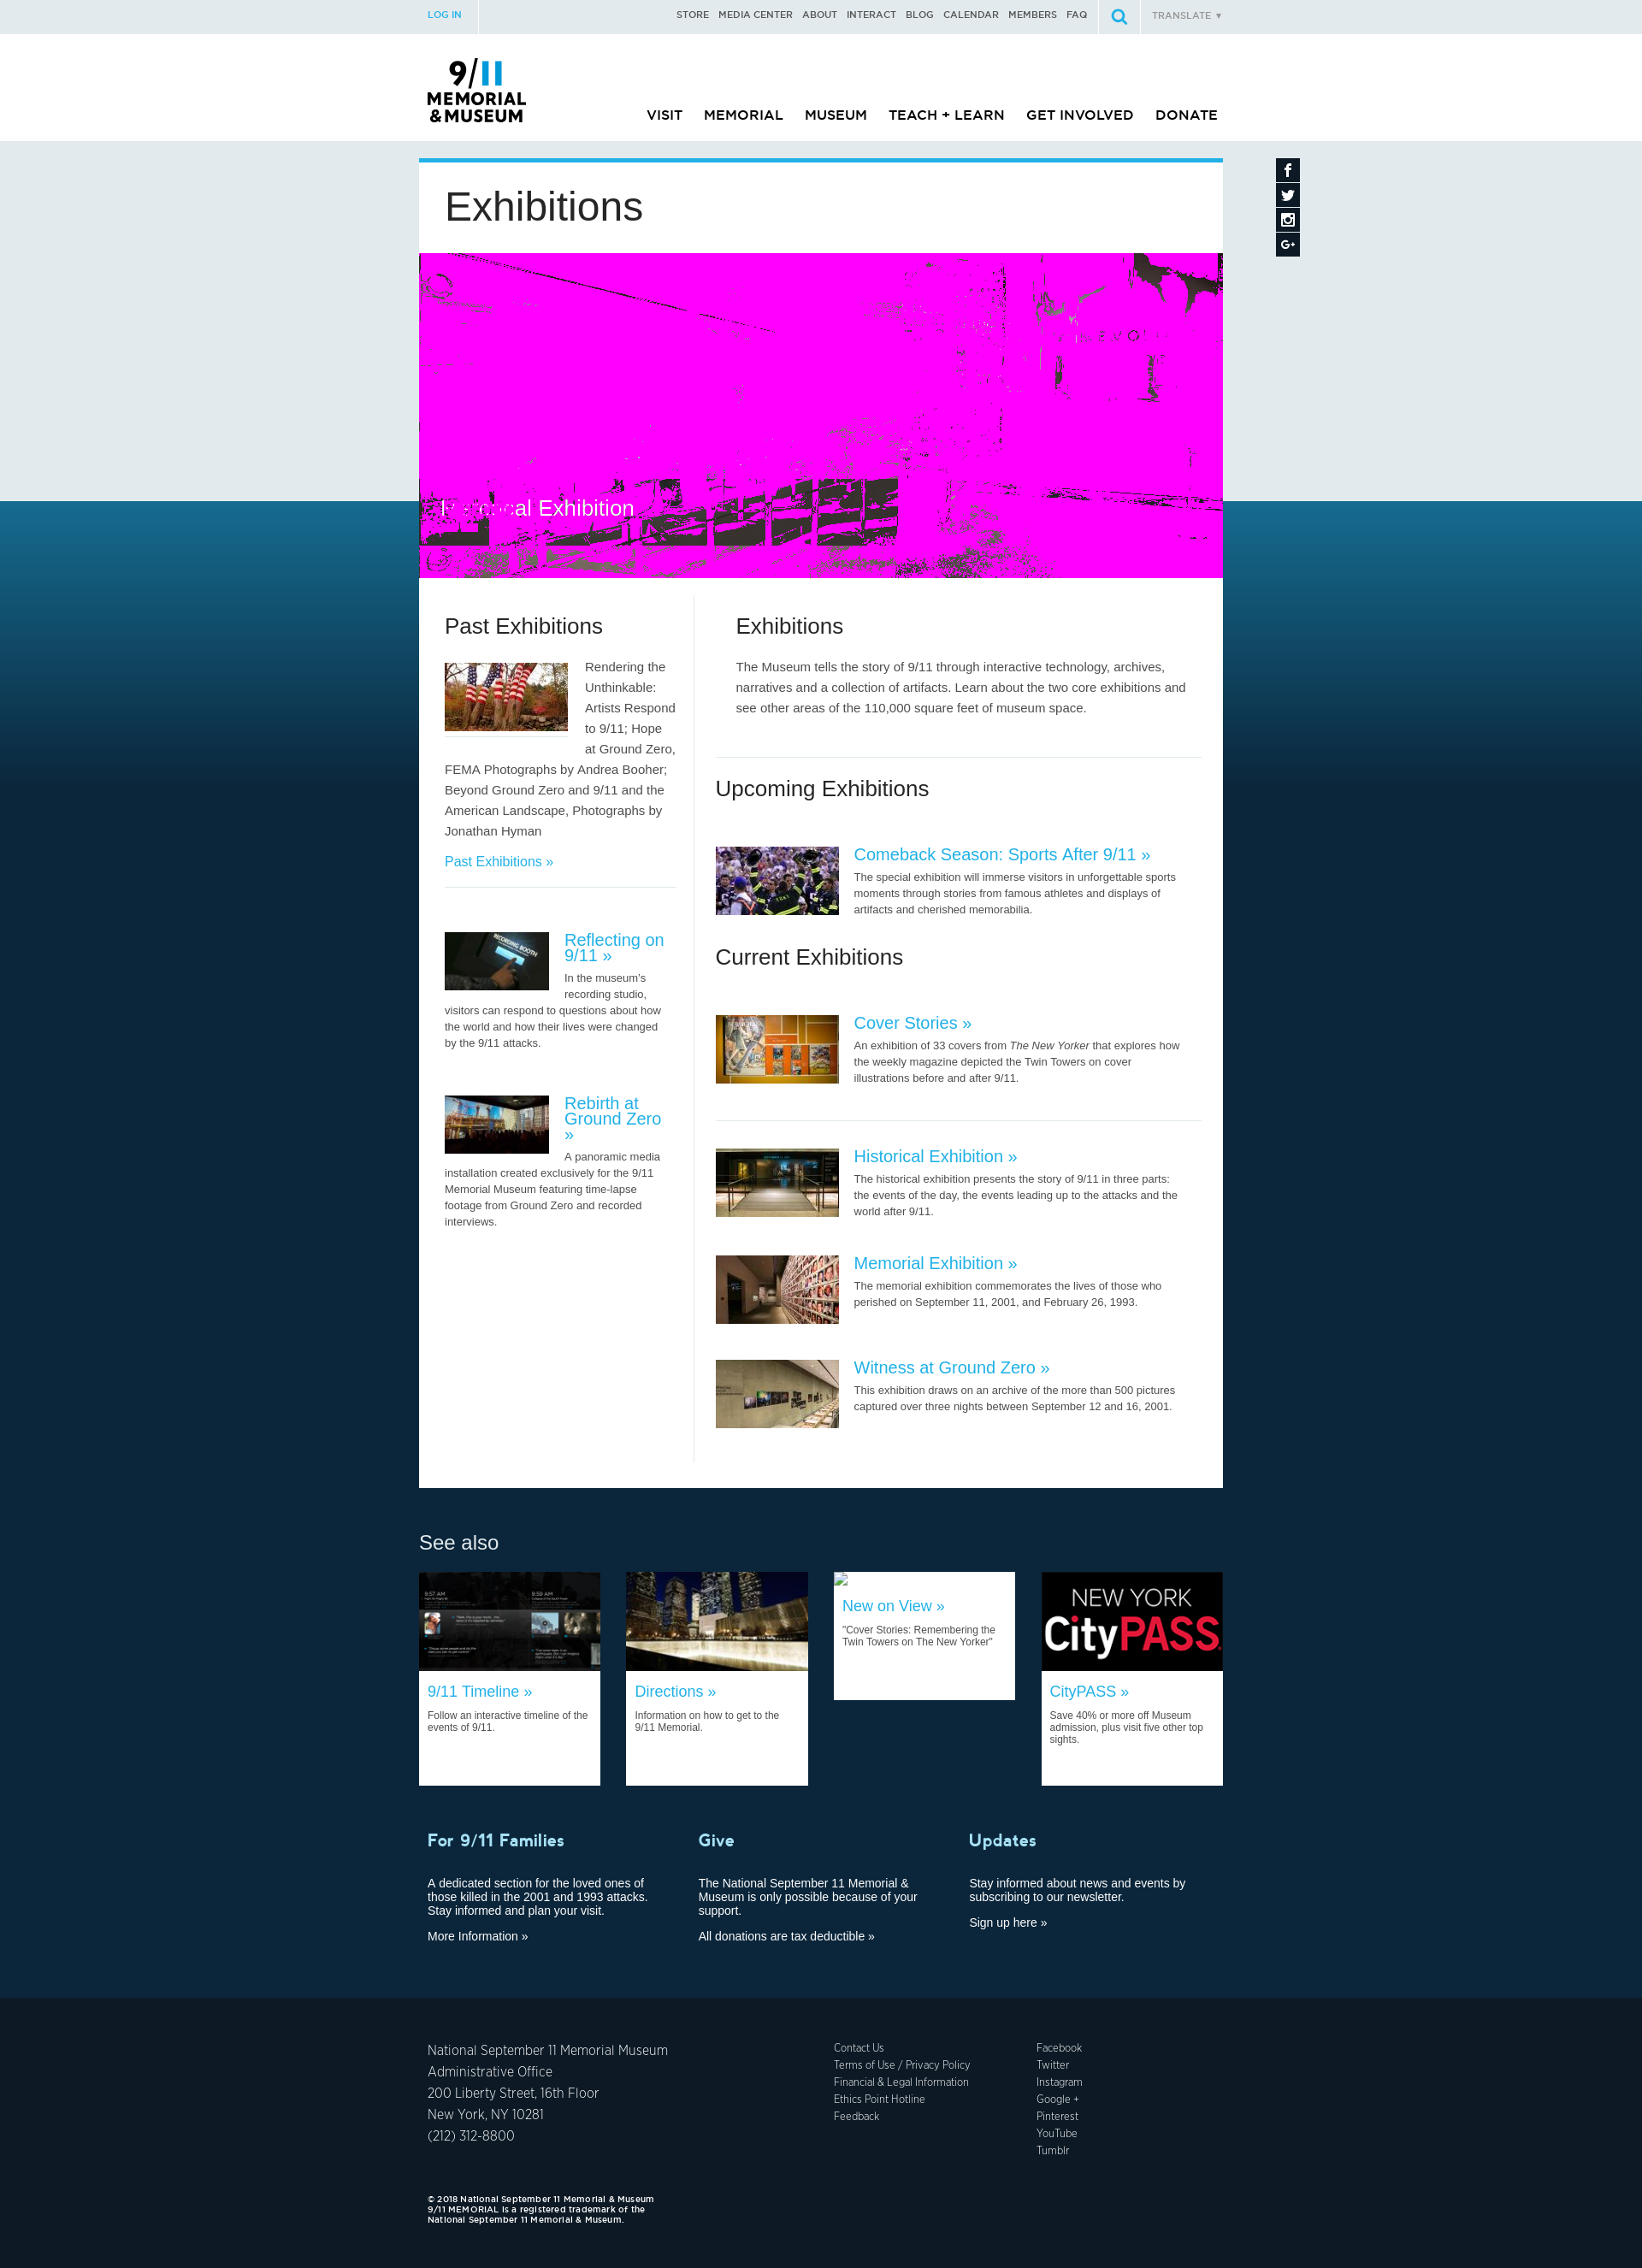 LOG IN
STORE MEDIA CENTER ABOUT INTERACT BLOG CALENDAR MEMBERS FAQ
TRANSLATE ▼
9/11
MEMORIAL
&MUSEUM
VISIT MEMORIAL MUSEUM TEACH + LEARN GET INVOLVED DONATE
Exhibitions
Exhibition
Past Exhibitions
Rendering the
Unthinkable:
Artists Respond
to 9/11; Hope
at Ground Zero,
FEMA Photographs by Andrea Booher;
Beyond Ground Zero and 9/11 and the
American Landscape, Photographs by
Jonathan Hyman
Past Exhibitions »
RECORDING BOOTH
Reflecting on
9/11 »
In the museum's
recording studio,
visitors can respond to questions about how
the world and how their lives were changed
by the 9/11 attacks.
Rebirth at
Ground Zero
»
A panoramic media
installation created exclusively for the 9/11
Memorial Museum featuring time-lapse
footage from Ground Zero and recorded
interviews.
Exhibitions
The Museum tells the story of 9/11 through interactive technology, archives,
narratives and a collection of artifacts. Learn about the two core exhibitions and
see other areas of the 110,000 square feet of museum space.
Upcoming Exhibitions
Comeback Season: Sports After 9/11 »
The special exhibition will immerse visitors in unforgettable sports
moments through stories from famous athletes and displays of
artifacts and cherished memorabilia.
Current Exhibitions
Cover Stories »
An exhibition of 33 covers from The New Yorker that explores how
the weekly magazine depicted the Twin Towers on cover
illustrations before and after 9/11.
Historical Exhibition »
The historical exhibition presents the story of 9/11 in three parts:
the events of the day, the events leading up to the attacks and the
world after 9/11.
Memorial Exhibition »
The memorial exhibition commemorates the lives of those who
perished on September 11, 2001, and February 26, 1993.
Witness at Ground Zero »
This exhibition draws on an archive of the more than 500 pictures
captured over three nights between September 12 and 16, 2001.
See also
9:57 AM
9:59 AM
9/11 Timeline »
Follow an interactive timeline of the
events of 9/11.
Directions »
Information on how to get to the
9/11 Memorial.
New on View »
"Cover Stories: Remembering the
Twin Towers on The New Yorker"
NEW YORK
CityPASS
CityPASS »
Save 40% or more off Museum
admission, plus visit five other top
sights.
For 9/11 Families
A dedicated section for the loved ones of
those killed in the 2001 and 1993 attacks.
Stay informed and plan your visit.
More Information »
Give
The National September 11 Memorial &
Museum is only possible because of your
support.
All donations are tax deductible »
Updates
Stay informed about news and events by
subscribing to our newsletter.
Sign up here »
National September 11 Memorial Museum
Administrative Office
200 Liberty Street, 16th Floor
New York, NY 10281
(212) 312-8800
Contact Us
Terms of Use / Privacy Policy
Financial & Legal Information
Ethics Point Hotline
Feedback
Facebook
Twitter
Instagram
Google +
Pinterest
YouTube
Tumblr
© 2018 National September 11 Memorial & Museum
9/11 MEMORIAL is a registered trademark of the
National September 11 Memorial & Museum.